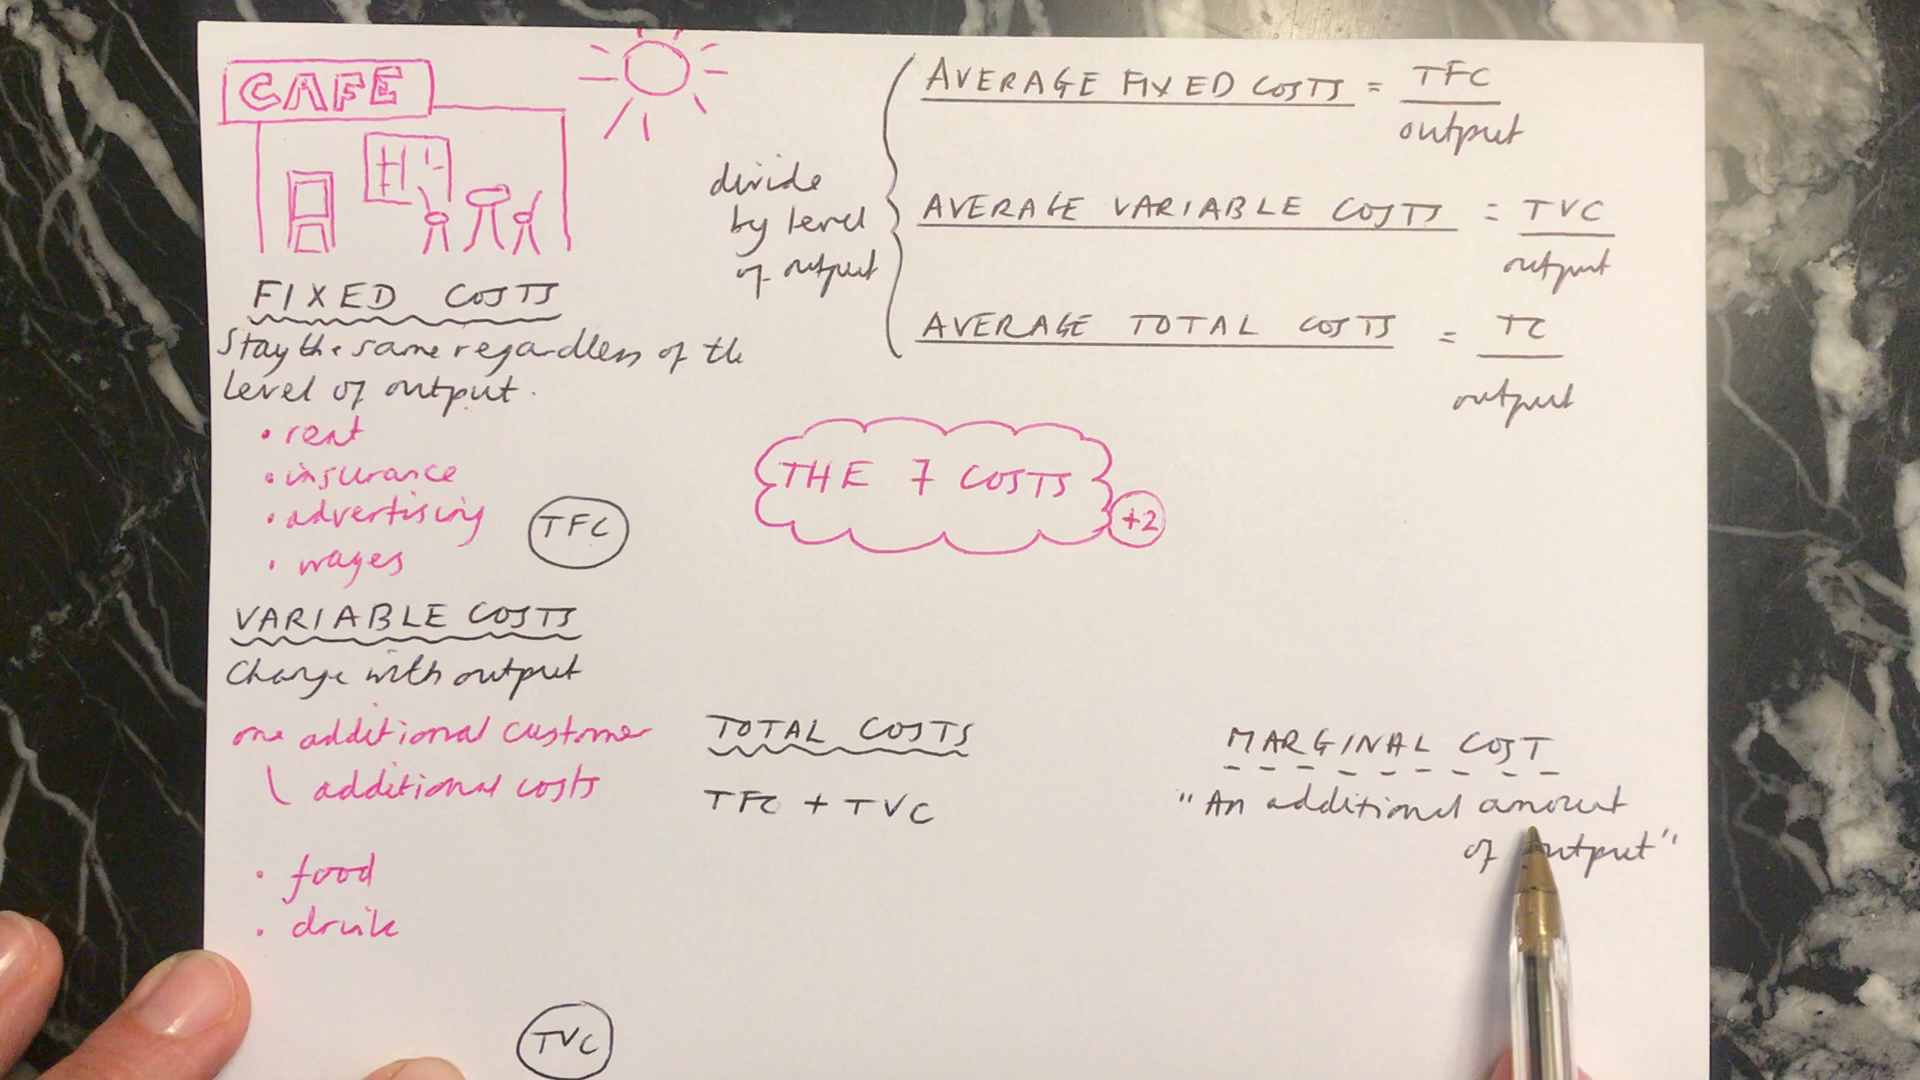 CAFE
FIXED COSTS
Stay the same regardless of the
level of output.
• rent
• insurance
• advertising
• wages
TFC
VARIABLE COSTS
Change with output
one additional customer
additional costs
• food
• drink
TVC
divide
by level
of output
AVERAGE FIXED COSTS = TFC
output
AVERAGE VARIABLE COSTS = TVC
output
AVERAGE TOTAL COSTS = TC
output
THE 7 COSTS
+2
TOTAL COSTS
TFC + TVC
MARGINAL COST
"An additional amount
of output"